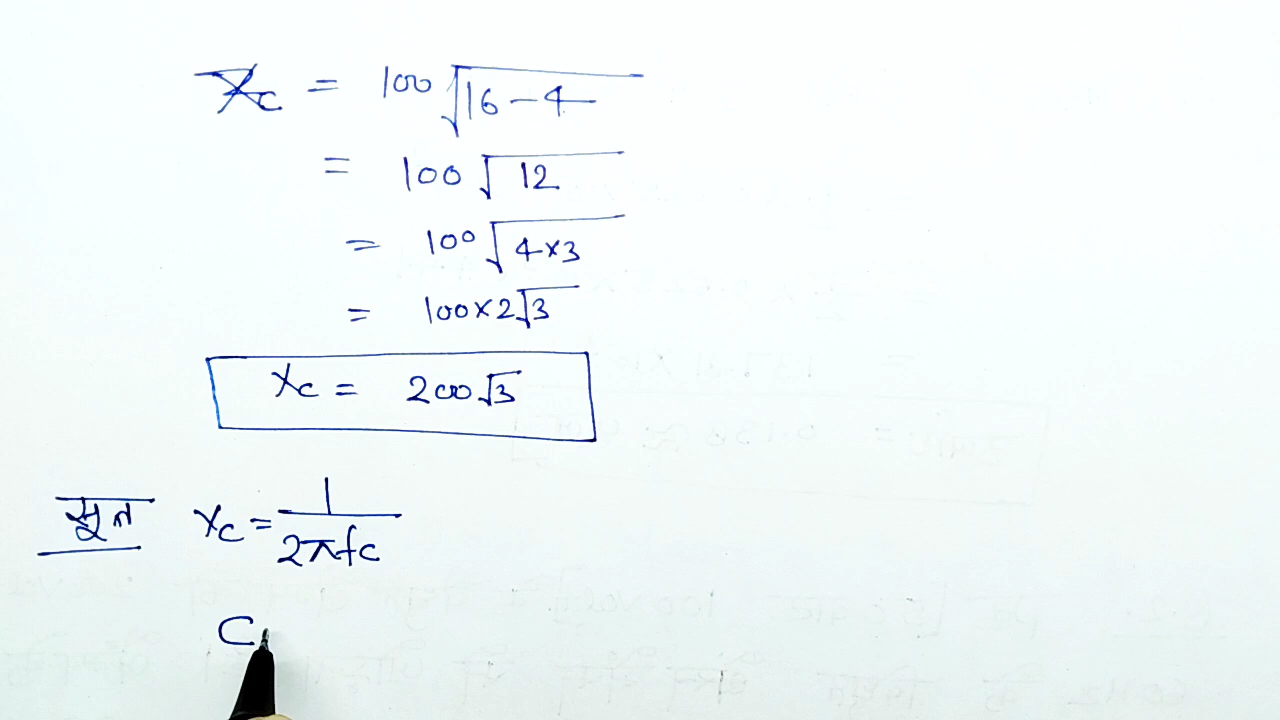 Xc = 100√16-4
= 100√12
= 100√4×3
= 100×2√3
Xc = 200√3
सूत्र Xc = 1/2πfc
C